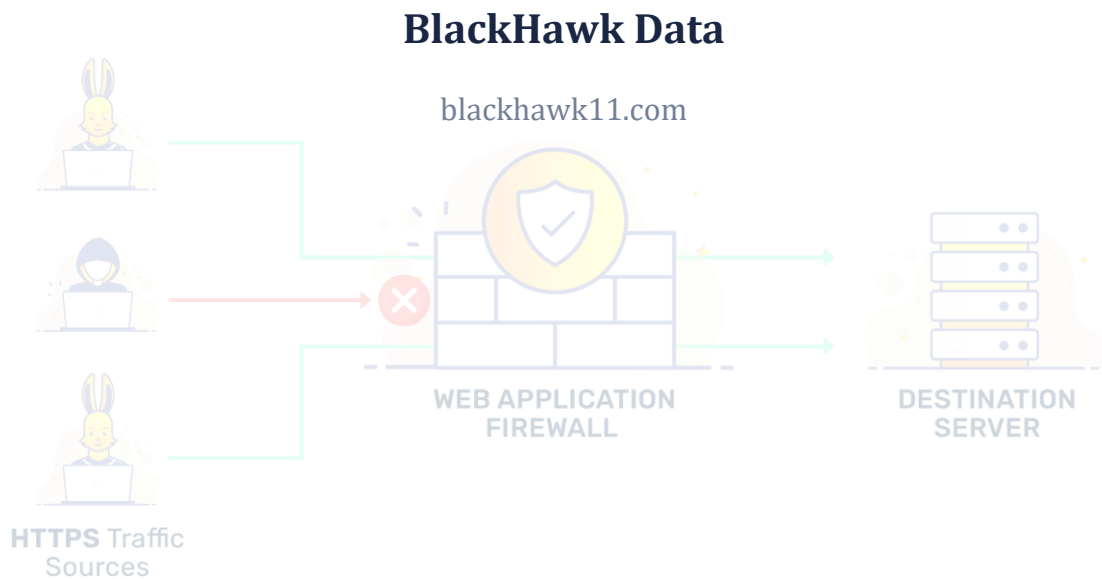 BlackHawk Data
blackhawk11.com
WEB APPLICATION
FIREWALL
DESTINATION
SERVER
HTTPS Traffic
Sources